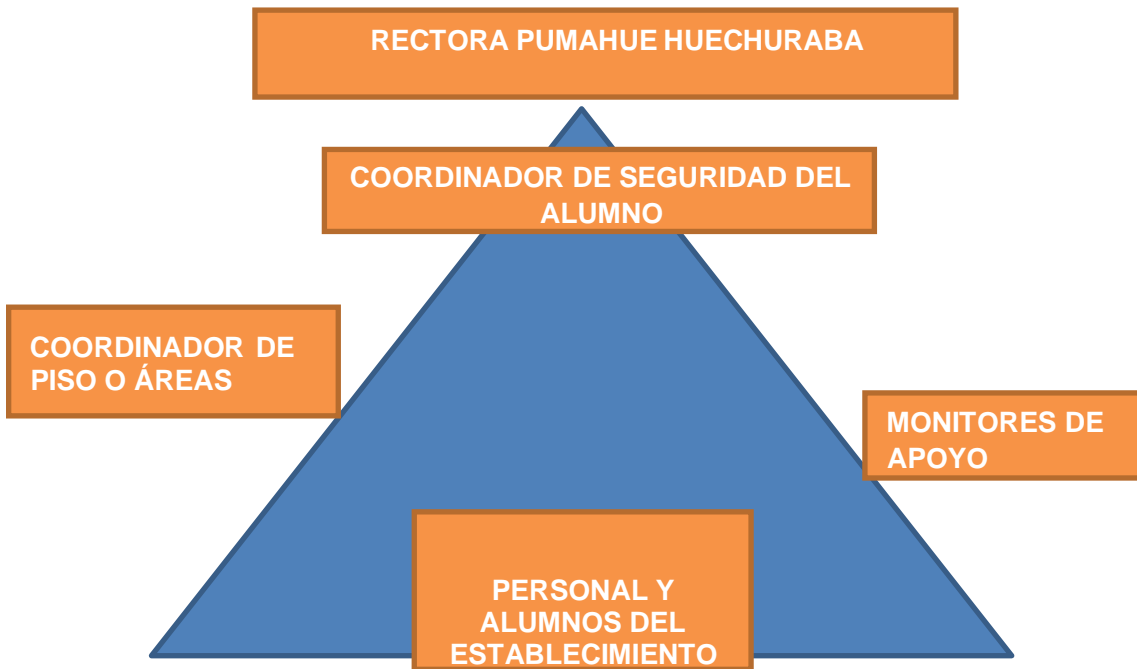 RECTORA PUMAHUE HUECHURABA
COORDINADOR DE SEGURIDAD DEL
ALUMNO
COORDINADOR DE
PISO O ÁREAS
MONITORES DE
APOYO
PERSONAL Y
ALUMNOS DEL
ESTABLECIMIENTO